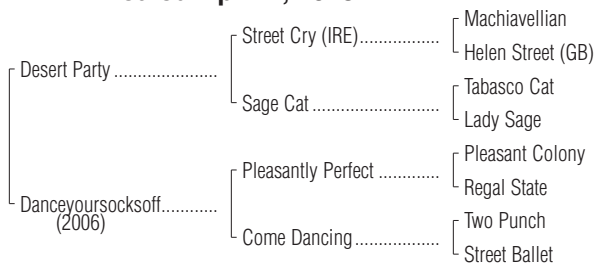 Street Cry (IRE)
Machiavellian
Helen Street (GB)
Desert Party
Sage Cat
Tabasco Cat
Lady Sage
Pleasantly Perfect
Pleasant Colony
Regal State
Danceyoursocksoff
(2006)
Come Dancing
Two Punch
Street Ballet